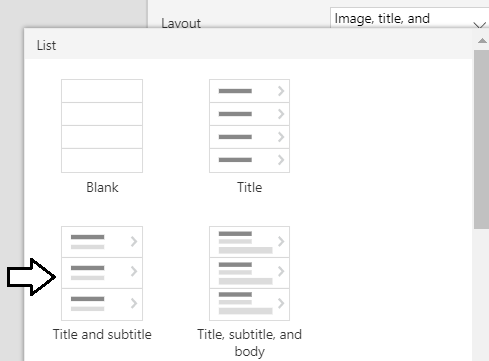 Image, title, and
Layout
List
Blank
Title
Title and subtitle
Title, subtitle, and
body